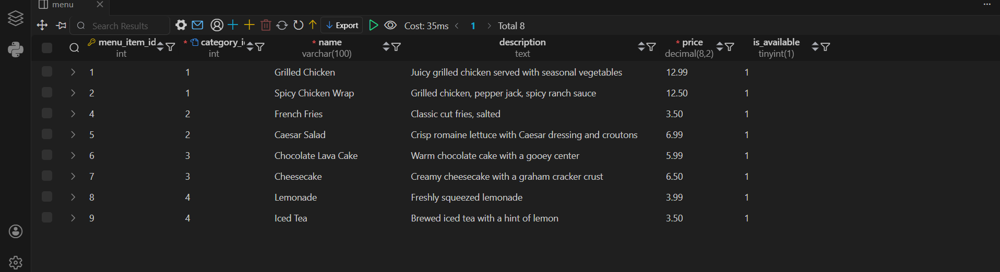 menu
Search Results Export Cost: 35ms 1 Total 8
menu_item_id * category_i * name description * price is_available
int int varchar(100) text decimal(8,2) tinyint(1)
1 1 Grilled Chicken Juicy grilled chicken served with seasonal vegetables 12.99 1
2 1 Spicy Chicken Wrap Grilled chicken, pepper jack, spicy ranch sauce 12.50 1
4 2 French Fries Classic cut fries, salted 3.50 1
5 2 Caesar Salad Crisp romaine lettuce with Caesar dressing and croutons 6.99 1
6 3 Chocolate Lava Cake Warm chocolate cake with a gooey center 5.99 1
7 3 Cheesecake Creamy cheesecake with a graham cracker crust 6.50 1
8 4 Lemonade Freshly squeezed lemonade 3.99 1
9 4 Iced Tea Brewed iced tea with a hint of lemon 3.50 1